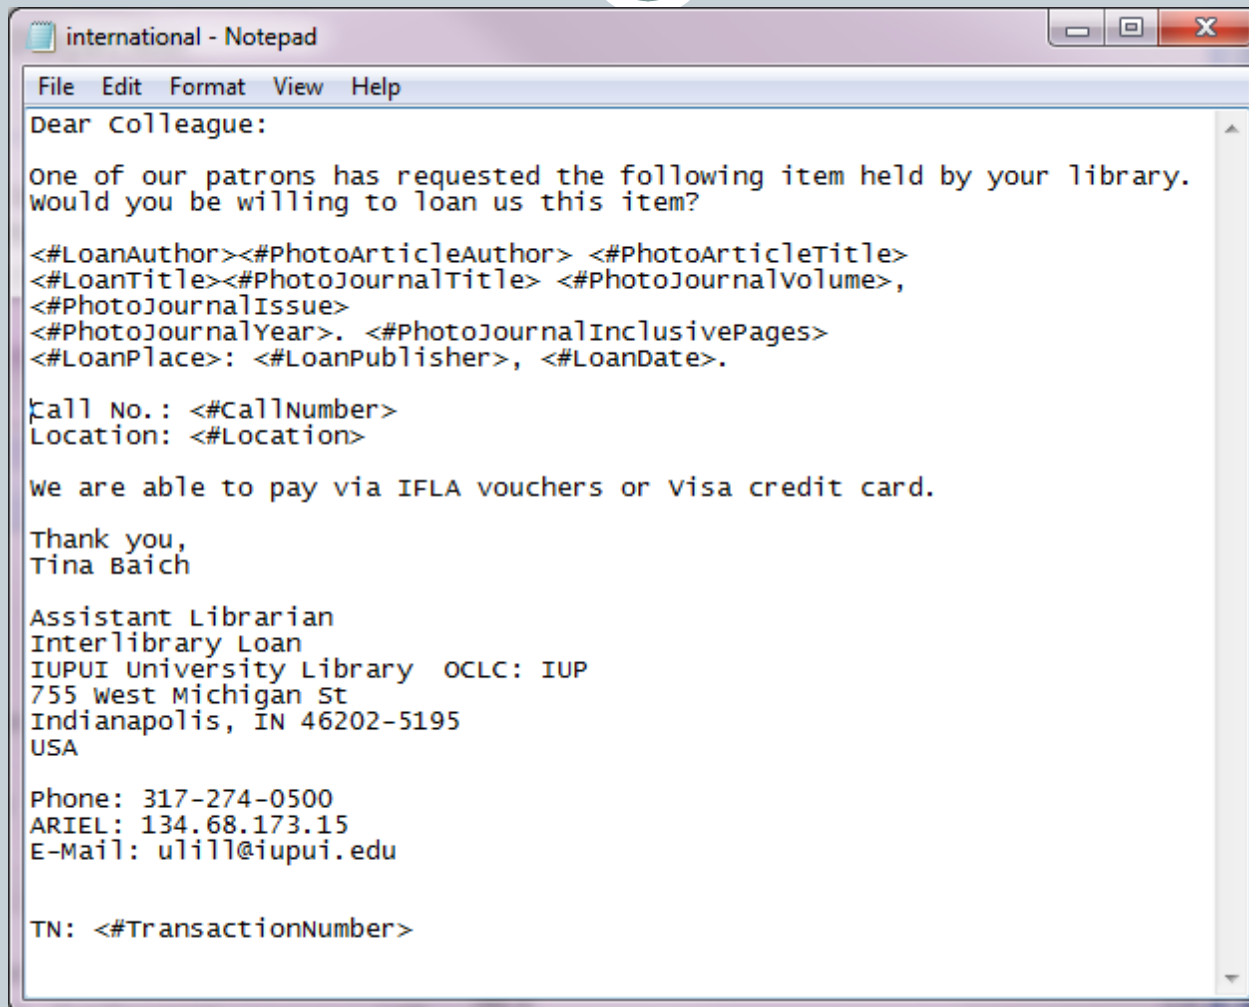 international - Notepad
File Edit Format View Help
Dear Colleague:
One of our patrons has requested the following item held by your library.
Would you be willing to loan us this item?
<#LoanAuthor><#PhotoArticleAuthor> <#PhotoArticleTitle>
<#LoanTitle><#PhotoJournalTitle> <#PhotoJournalVolume>,
<#PhotoJournalIssue>
<#PhotoJournalYear>. <#PhotoJournalInclusivePages>
<#LoanPlace>: <#LoanPublisher>, <#LoanDate>.
Call No.: <#CallNumber>
Location: <#Location>
We are able to pay via IFLA vouchers or Visa credit card.
Thank you,
Tina Baich
Assistant Librarian
Interlibrary Loan
IUPUI University Library  OCLC: IUP
755 West Michigan St
Indianapolis, IN 46202-5195
USA
Phone: 317-274-0500
ARIEL: 134.68.173.15
E-Mail: ulill@iupui.edu
TN: <#TransactionNumber>